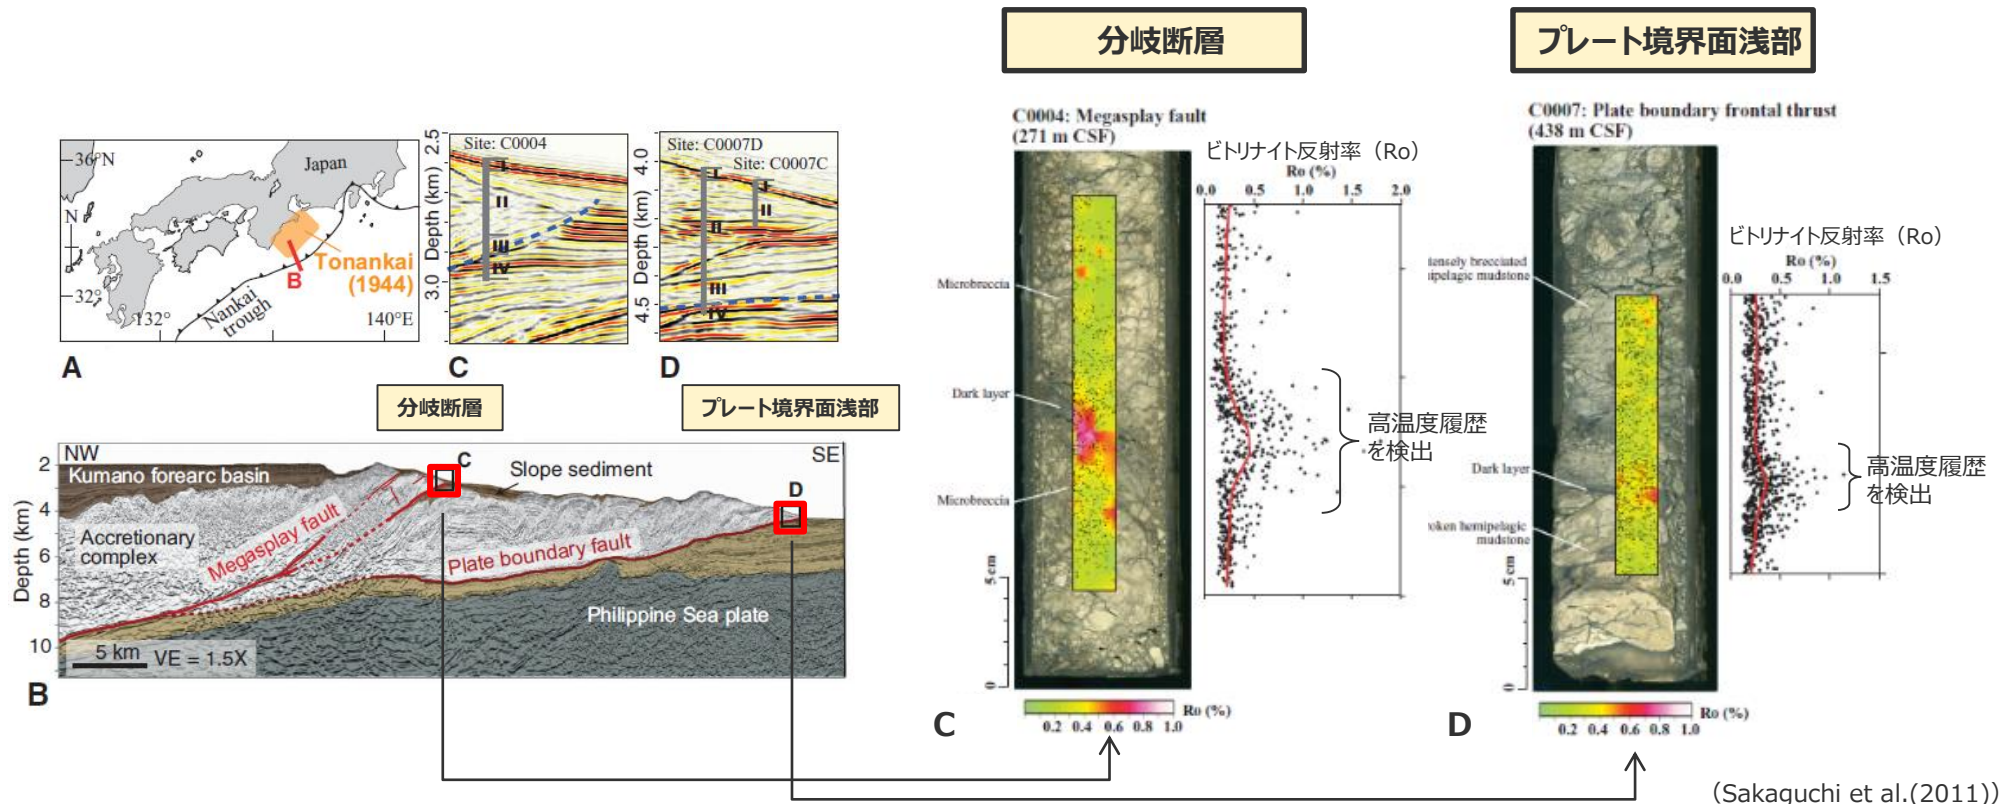 分岐断層
プレート境界面浅部
C0004: Megasplay fault
(271 m CSF)
C0007: Plate boundary frontal thrust
(438 m CSF)
36°N
Japan
N
Tonankai
(1944)
B
32°
Nankai
trough
132°
140°E
A
2.5
Depth (km)
3.0
Site: C0004
I
II
III
IV
C
4.0
Depth (km)
4.5
Site: C0007D
Site: C0007C
I
I
II
II
III
IV
D
分岐断層
プレート境界面浅部
NW
SE
Kumano forearc basin
C
Slope sediment
D
Accretionary
complex
Megasplay fault
Plate boundary fault
Philippine Sea plate
Depth (km)
2
4
6
8
10
5 km
VE = 1.5X
B
ビトリナイト反射率（Ro）
Ro (%)
0.0 0.5 1.0 1.5 2.0
Microbreccia
Dark layer
Microbreccia
高温度履歴
を検出
5 cm
0
Ro (%)
0.2 0.4 0.6 0.8 1.0
C
ビトリナイト反射率（Ro）
Ro (%)
0.0 0.5 1.0 1.5
tensely brecciated
ipelagic mudstone
Dark layer
oken hemipelagic
mudstone
高温度履歴
を検出
5 cm
0
Ro (%)
0.2 0.4 0.6 0.8 1.0
D
（Sakaguchi et al.(2011)）